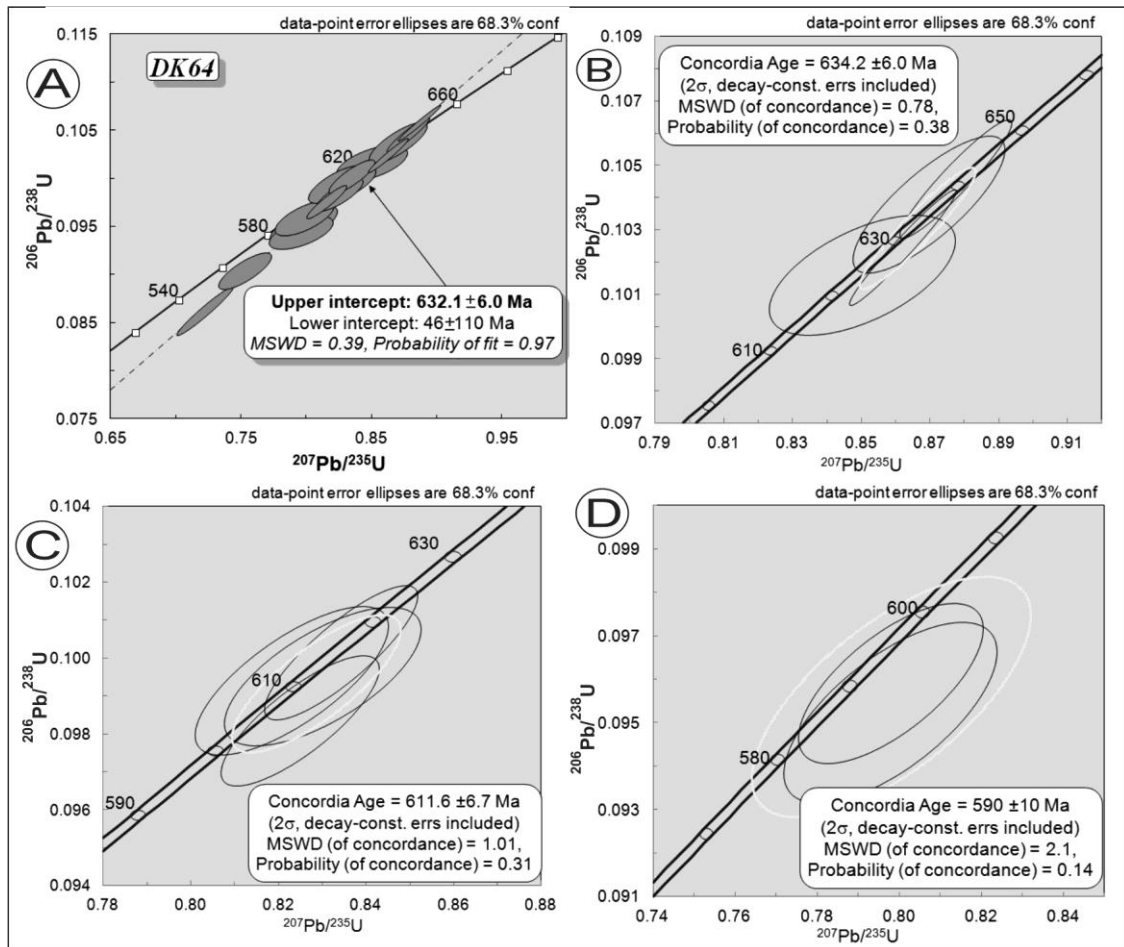 data-point error ellipses are 68.3% conf
A
DK64
0.115
0.105
0.095
0.085
0.075
206Pb/238U
540
580
620
660
Upper intercept: 632.1 ±6.0 Ma
Lower intercept: 46±110 Ma
MSWD = 0.39, Probability of fit = 0.97
0.65
0.75
0.85
0.95
207Pb/235U
data-point error ellipses are 68.3% conf
B
0.109
0.107
0.105
0.103
0.101
0.099
0.097
206Pb/238U
Concordia Age = 634.2 ±6.0 Ma
(2σ, decay-const. errs included)
MSWD (of concordance) = 0.78,
Probability (of concordance) = 0.38
650
630
610
0.79
0.81
0.83
0.85
0.87
0.89
0.91
207Pb/235U
data-point error ellipses are 68.3% conf
C
0.104
0.102
0.100
0.098
0.096
0.094
206Pb/238U
630
610
590
Concordia Age = 611.6 ±6.7 Ma
(2σ, decay-const. errs included)
MSWD (of concordance) = 1.01,
Probability (of concordance) = 0.31
0.78
0.80
0.82
0.84
0.86
0.88
207Pb/235U
data-point error ellipses are 68.3% conf
D
0.099
0.097
0.095
0.093
0.091
206Pb/238U
600
580
Concordia Age = 590 ±10 Ma
(2σ, decay-const. errs included)
MSWD (of concordance) = 2.1,
Probability (of concordance) = 0.14
0.74
0.76
0.78
0.80
0.82
0.84
207Pb/235U